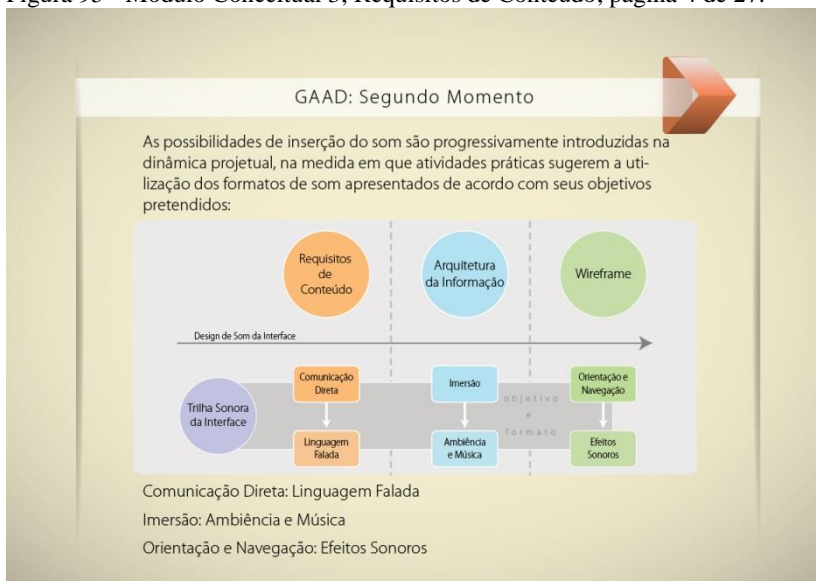 Figura 93 - Módulo Conceitual 3, Requisitos de Conteúdo, página 4 de 27.
GAAD: Segundo Momento
As possibilidades de inserção do som são progressivamente introduzidas na
dinâmica projetual, na medida em que atividades práticas sugerem a uti-
lização dos formatos de som apresentados de acordo com seus objetivos
pretendidos:
Requisitos
de
Conteúdo
Arquitetura
da Informação
Wireframe
Design de Som da Interface
Trilha Sonora
da Interface
Comunicação
Direta
Imersão
Orientação e
Navegação
objetivo
e
formato
Linguagem
Falada
Ambiência
e Música
Efeitos
Sonoros
Comunicação Direta: Linguagem Falada
Imersão: Ambiência e Música
Orientação e Navegação: Efeitos Sonoros